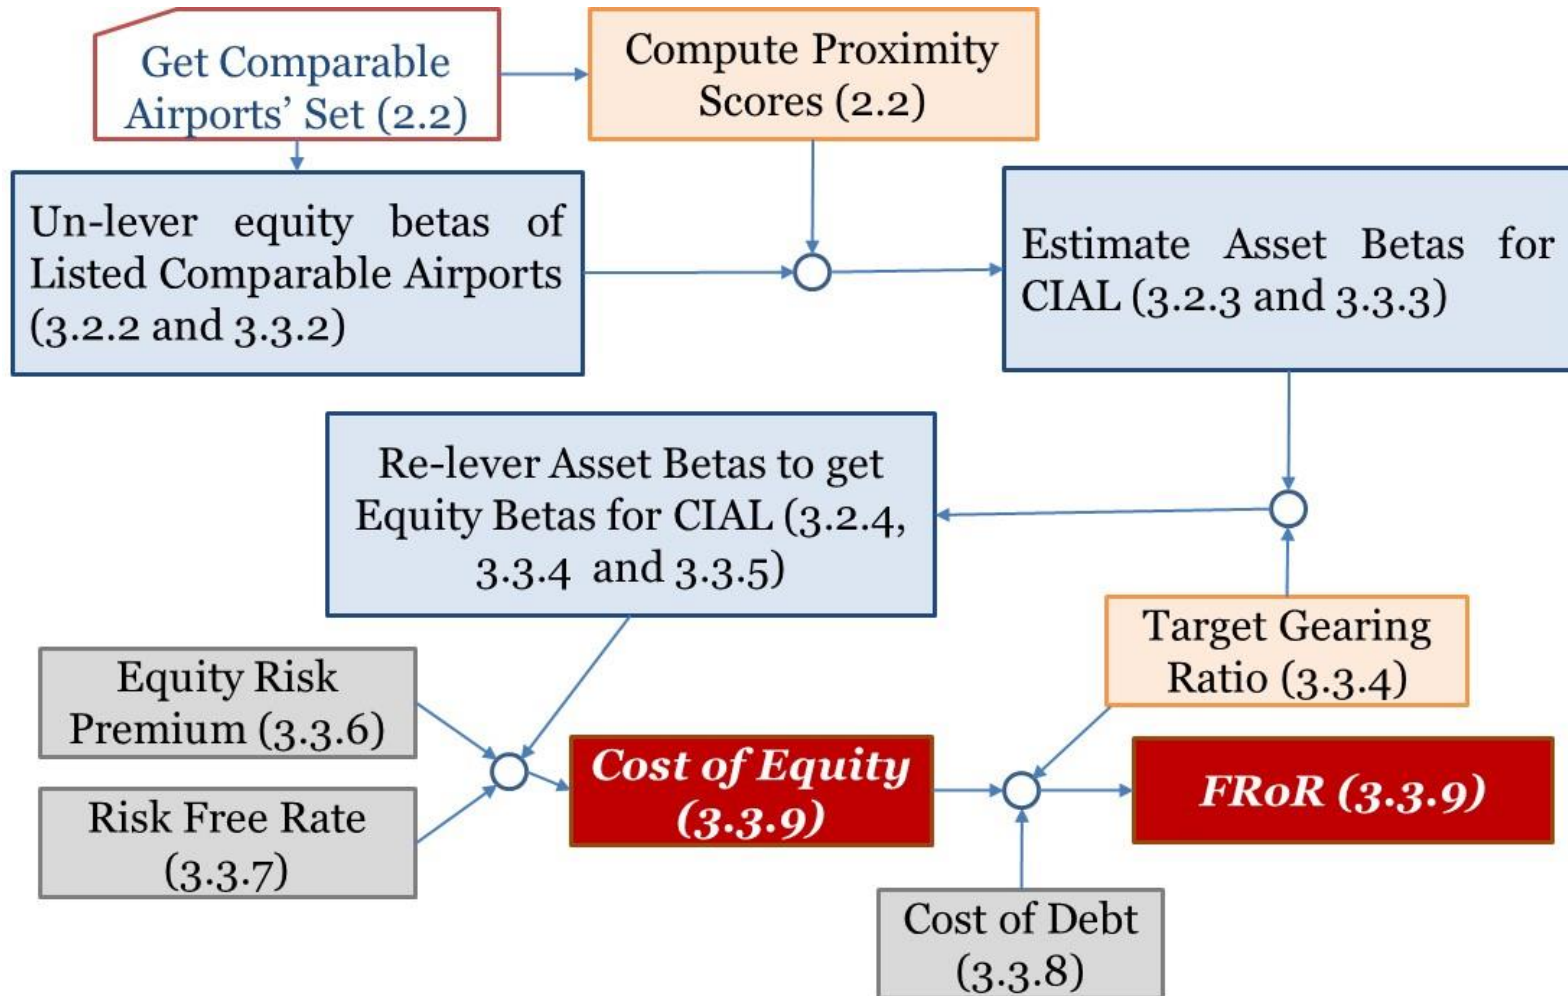 Get Comparable
Airports’ Set (2.2)
Compute Proximity
Scores (2.2)
Un-lever equity betas of
Listed Comparable Airports
(3.2.2 and 3.3.2)
Estimate Asset Betas for
CIAL (3.2.3 and 3.3.3)
Re-lever Asset Betas to get
Equity Betas for CIAL (3.2.4,
3.3.4 and 3.3.5)
Target Gearing
Ratio (3.3.4)
Equity Risk
Premium (3.3.6)
Risk Free Rate
(3.3.7)
Cost of Equity
(3.3.9)
FRoR (3.3.9)
Cost of Debt
(3.3.8)